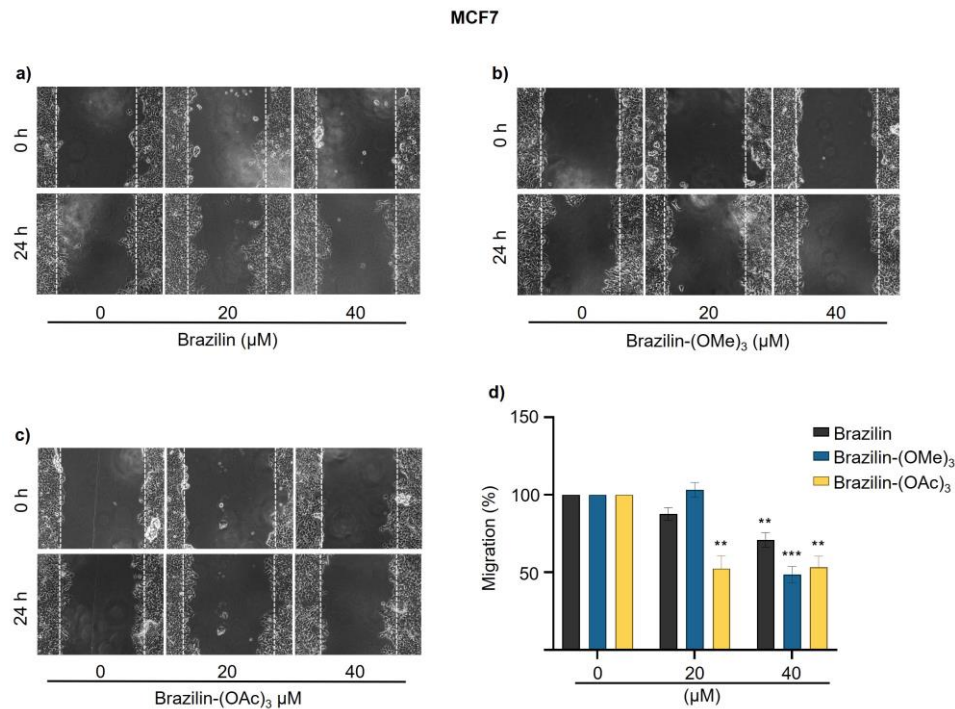 MCF7
a)
0 h
24 h
0 20 40
Brazilin (µM)
b)
0 h
24 h
0 20 40
Brazilin-(OMe)₃ (µM)
c)
0 h
24 h
0 20 40
Brazilin-(OAc)₃ µM
d)
150
100
50
Migration (%)
Brazilin
Brazilin-(OMe)₃
Brazilin-(OAc)₃
** ** *** **
0 20 40
(µM)